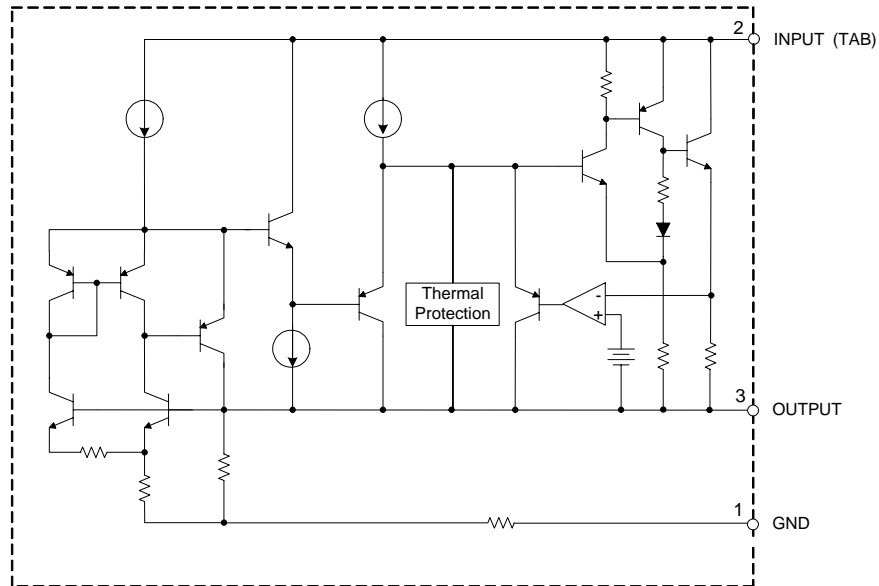 2
INPUT (TAB)
Thermal
Protection
-
+
3
OUTPUT
1
GND